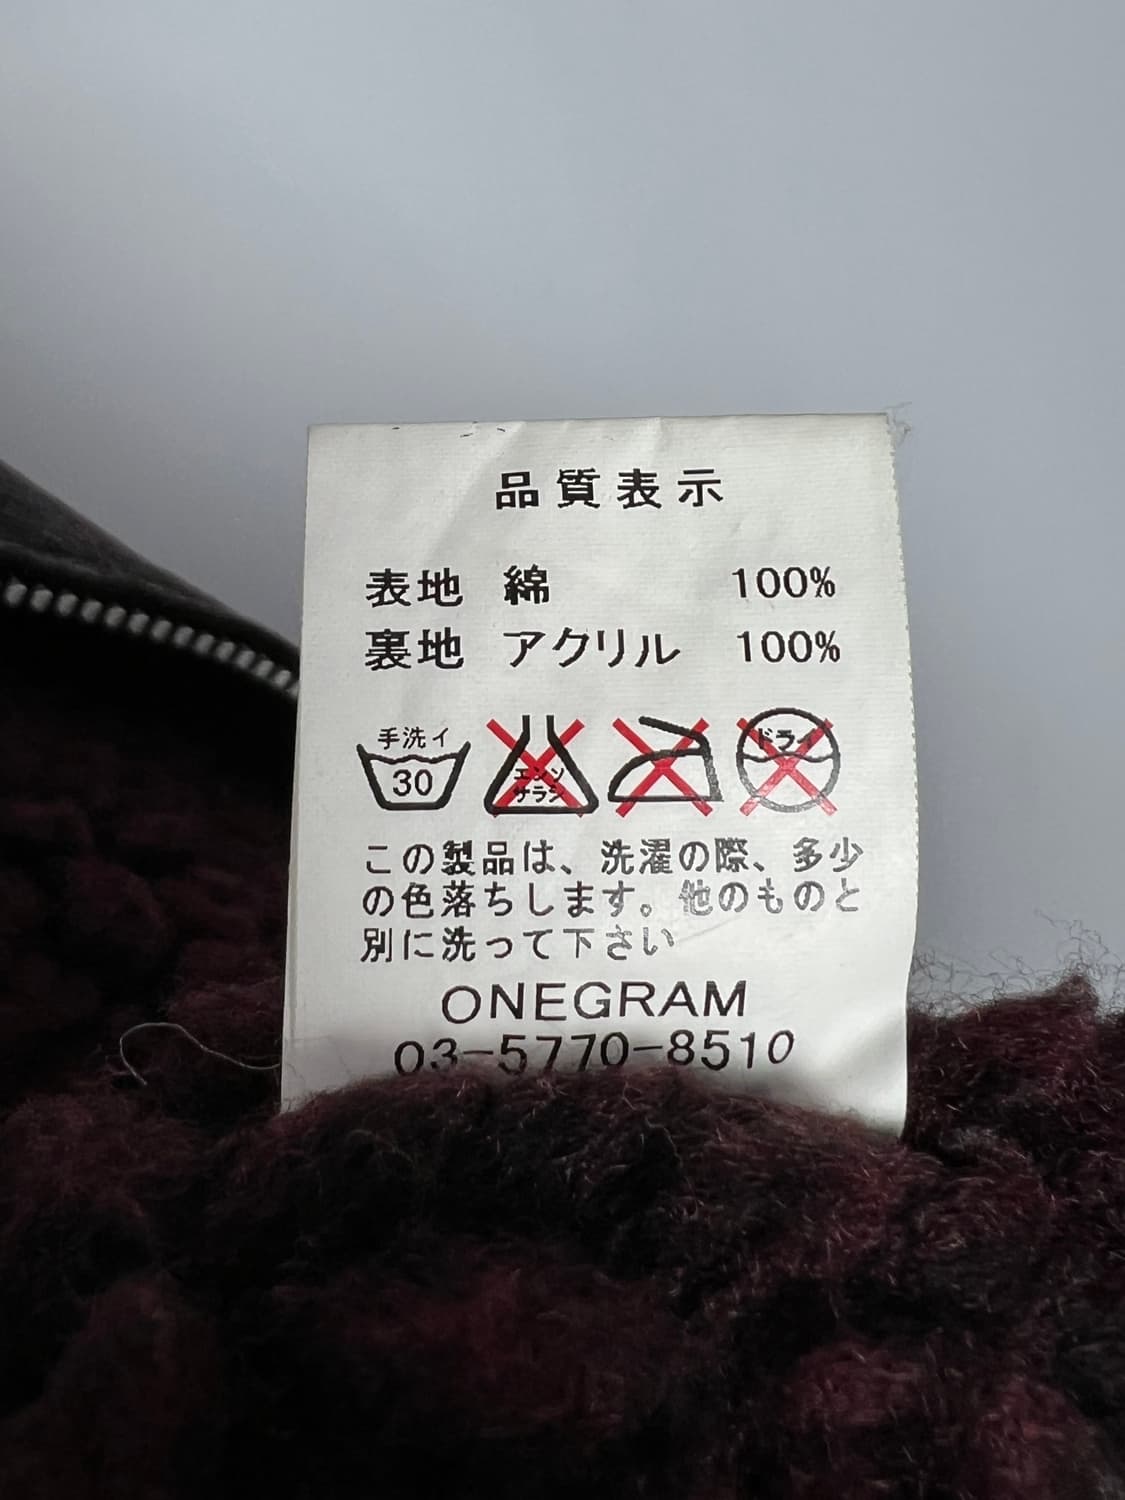 品質表示
表地 綿 100%
裏地 アクリル 100%
手洗イ
30
エンソ
サラシ
ドライ
この製品は、洗濯の際、多少
の色落ちします。他のものと
別に洗って下さい
ONEGRAM
03-5770-8510